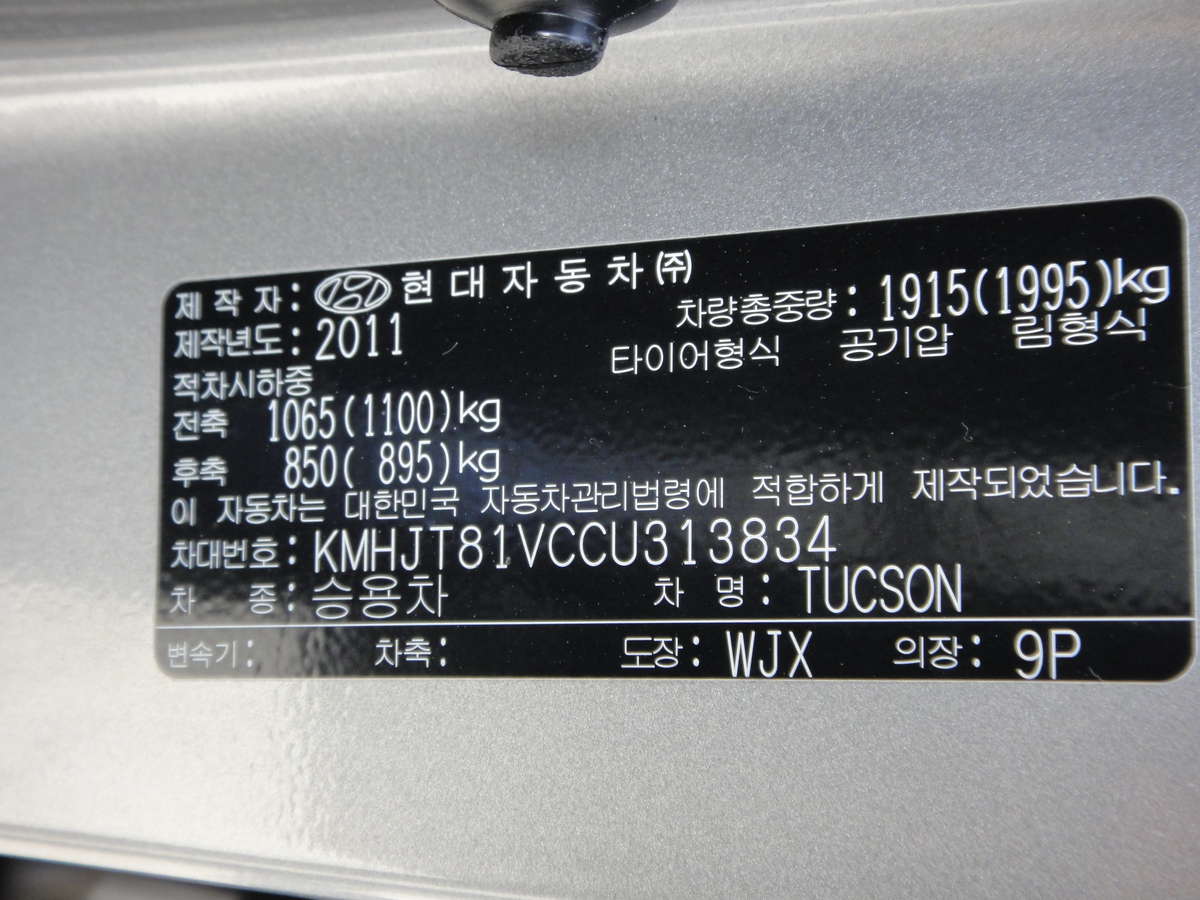 제 작 자 : 현 대 자 동 차 ㈜
제작년도 : 2011 차량총중량 : 1915(1995)kg
타이어형식 공기압 림형식
적차시하중
전축 1065(1100)kg
후축 850( 895)kg
이 자동차는 대한민국 자동차관리법령에 적합하게 제작되었습니다.
차대번호 : KMHJT81VCCU313834
차 종 : 승용차 차 명 : TUCSON
변속기 : 차축 : 도장 : WJX 의장 : 9P